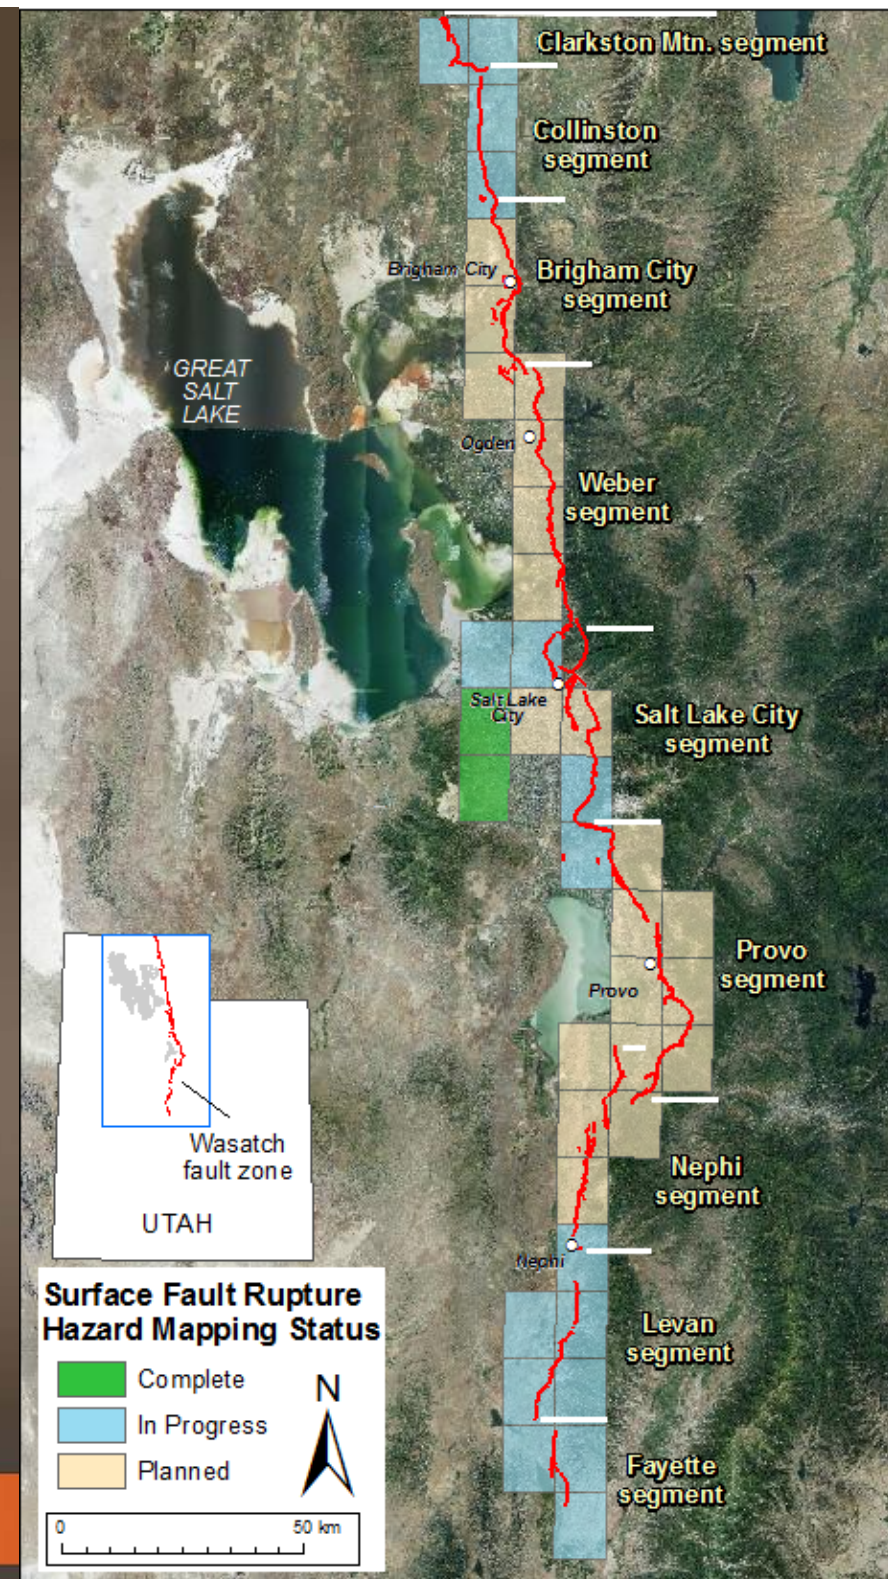 Clarkston Mtn. segment
Collinston
segment
Brigham City
Brigham City
segment
GREAT
SALT
LAKE
Ogden
Weber
segment
Salt Lake
City
Salt Lake City
segment
Provo
segment
Provo
Wasatch
fault zone
UTAH
Nephi
segment
Nephi
Levan
segment
Fayette
segment
Surface Fault Rupture
Hazard Mapping Status
Complete
In Progress
Planned
N
0 50 km